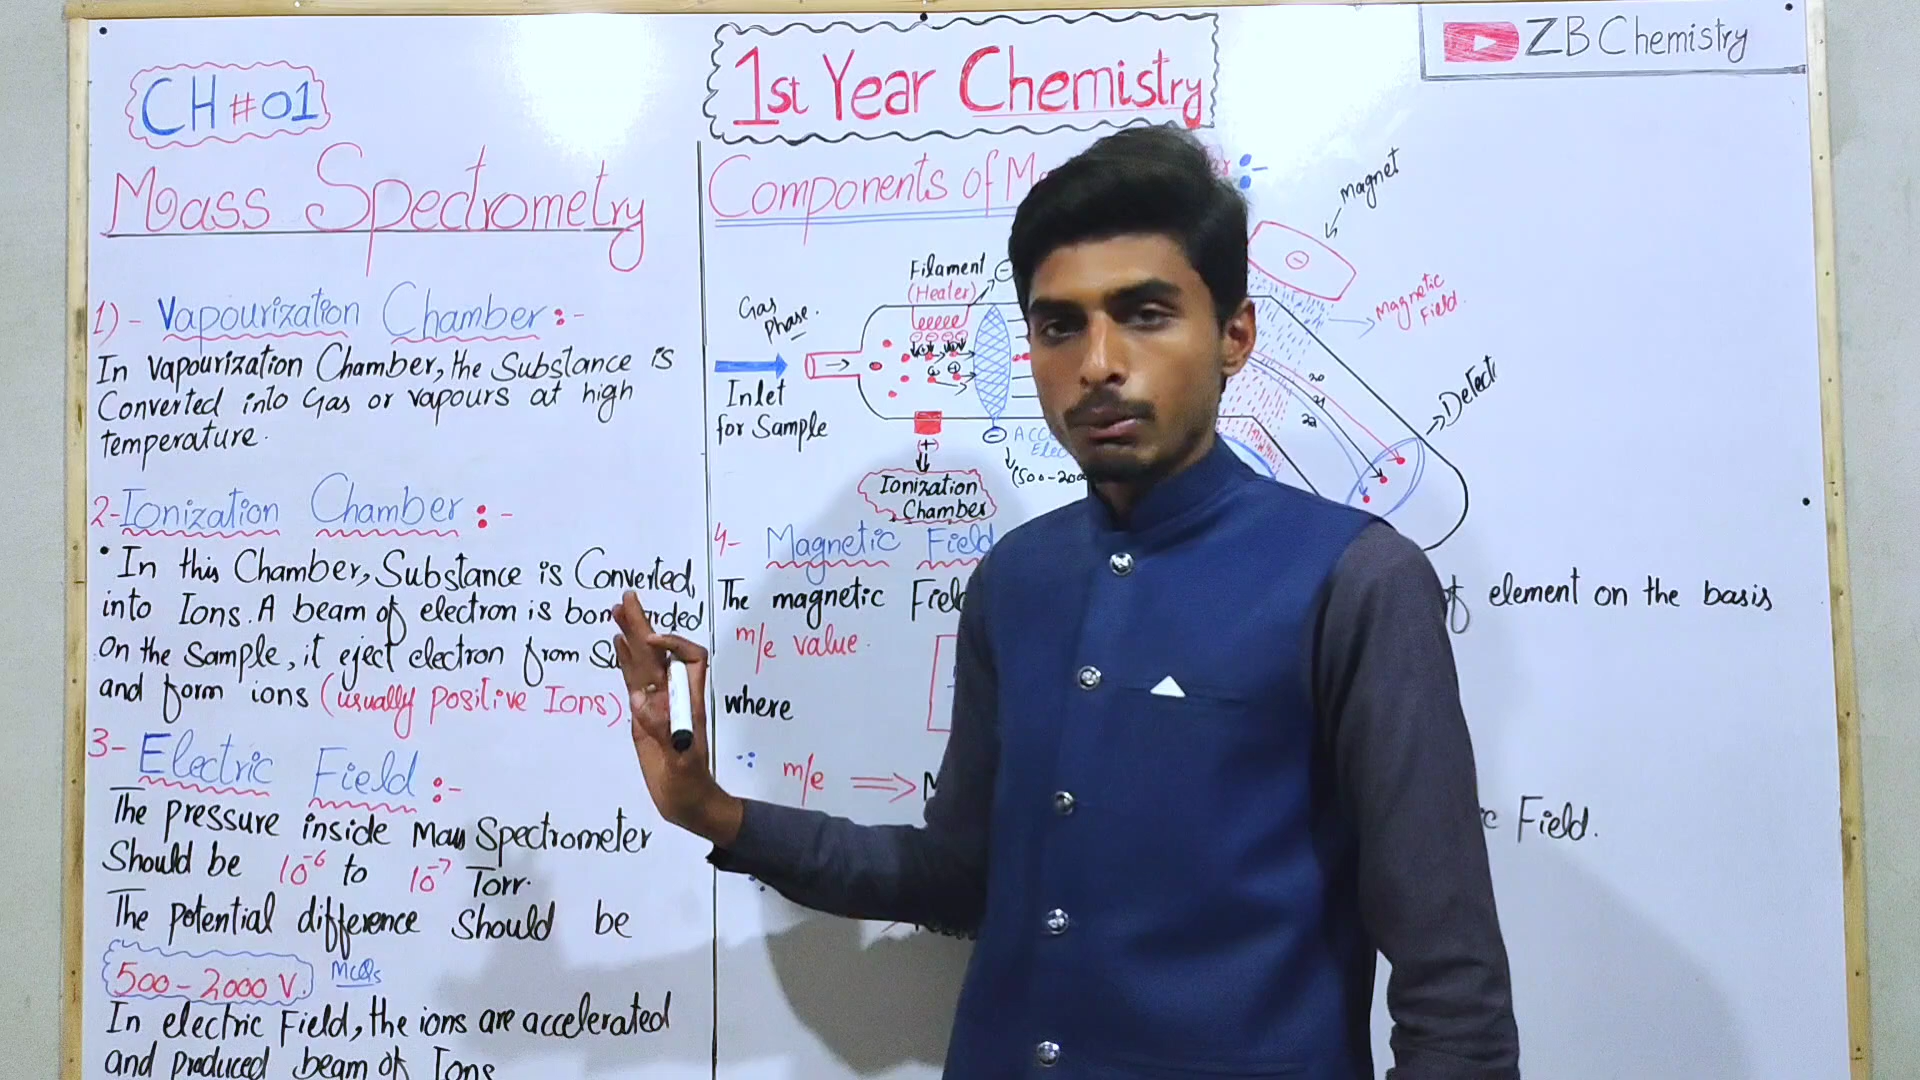 ZB Chemistry
1st Year Chemistry
CH # 01
Mass Spectrometry
1)- Vapourization Chamber :-
In Vapourization Chamber, the Substance is
Converted into Gas or vapours at high
temperature.
2- Ionization Chamber :-
• In this Chamber, Substance is Converted,
into Ions. A beam of electron is
on the Sample, it eject electron from
and form ions (usually positive Ions).
3- Electric Field :-
The pressure inside Mass Spectrometer
Should be 10⁻⁶ to 10⁻⁷ Torr.
The potential difference Should be
500 - 2000 V. MCQs
In electric Field, the ions are accelerated
and produced beam of Ions
Components of
Magnet
Magnetic
Field.
Filament
(Heater)
Gas
Phase.
Inlet
for Sample
Ionization
Chamber
20
21
22
4- Magnetic Field
The magnetic
of element on the basis
m/e value.
where
∴ m/e ⟹
Field.